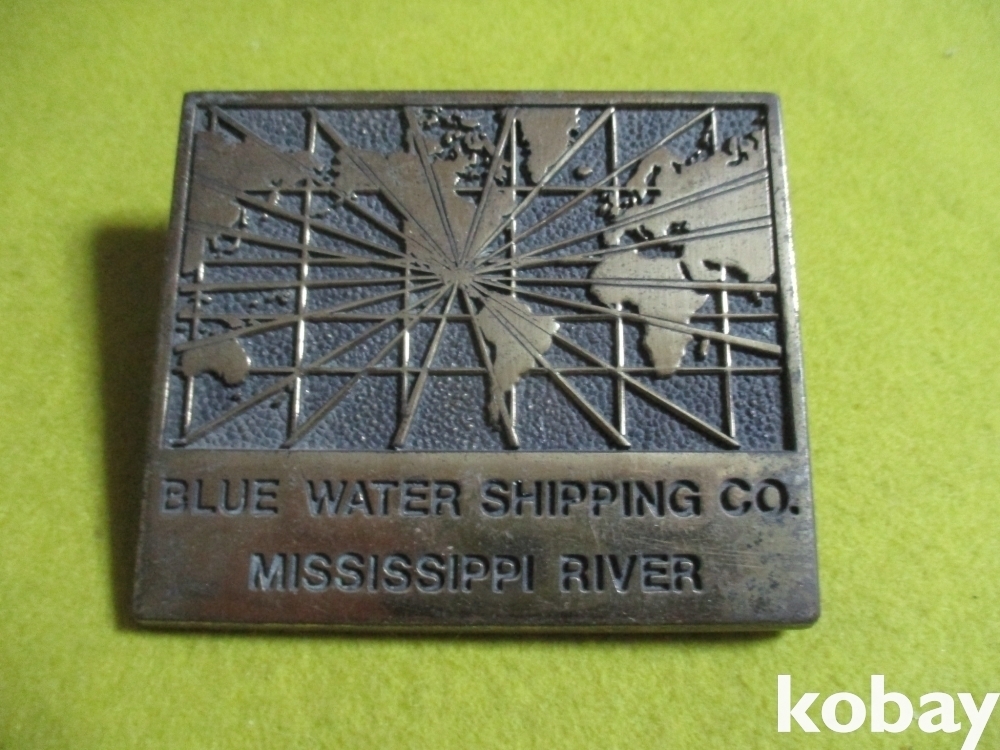 BLUE WATER SHIPPING CO.
MISSISSIPPI RIVER
kobay